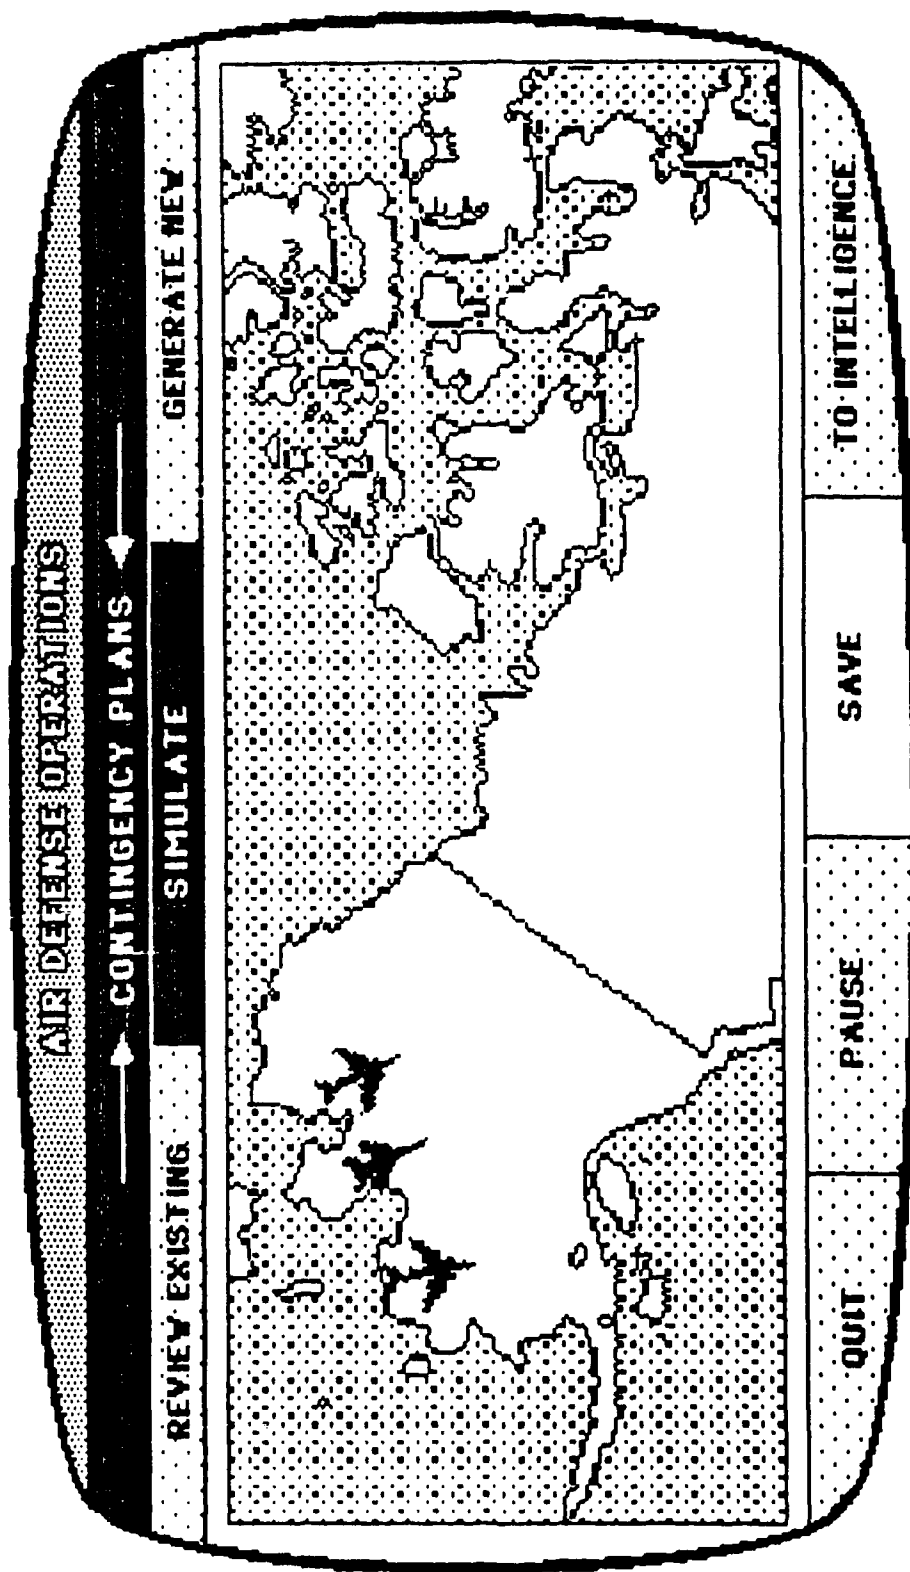 AIR DEFENSE OPERATIONS
CONTINGENCY PLANS
REVIEW EXISTING
SIMULATE
GENERATE NEW
QUIT
PAUSE
SAVE
TO INTELLIGENCE